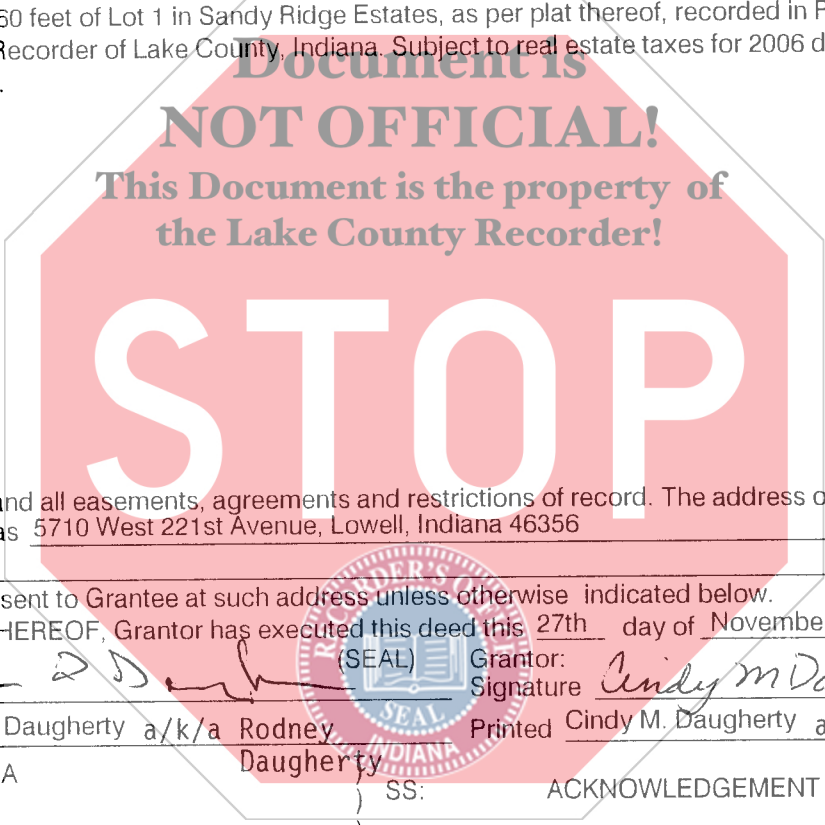 60 feet of Lot 1 in Sandy Ridge Estates, as per plat thereof, recorded in P
Recorder of Lake County, Indiana. Subject to real estate taxes for 2006 d
Document is
NOT OFFICIAL!
This Document is the property of
the Lake County Recorder!
STOP
and all easements, agreements and restrictions of record. The address o
as 5710 West 221st Avenue, Lowell, Indiana 46356
sent to Grantee at such address unless otherwise indicated below.
HEREOF, Grantor has executed this deed this 27th day of Novembe
(SEAL) Grantor:
Signature Cindy M Da
Daugherty a/k/a Rodney Printed Cindy M. Daugherty a
Daugherty
A
) SS: ACKNOWLEDGEMENT
)
RECORDER'S OFFICE
SEAL
INDIANA